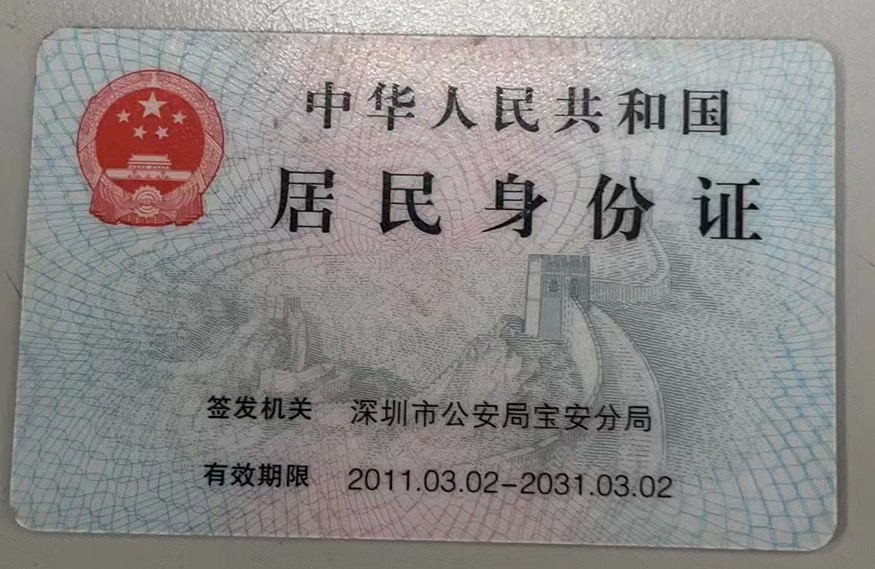 中华人民共和国
居民身份证
签发机关 深圳市公安局宝安分局
有效期限 2011.03.02-2031.03.02